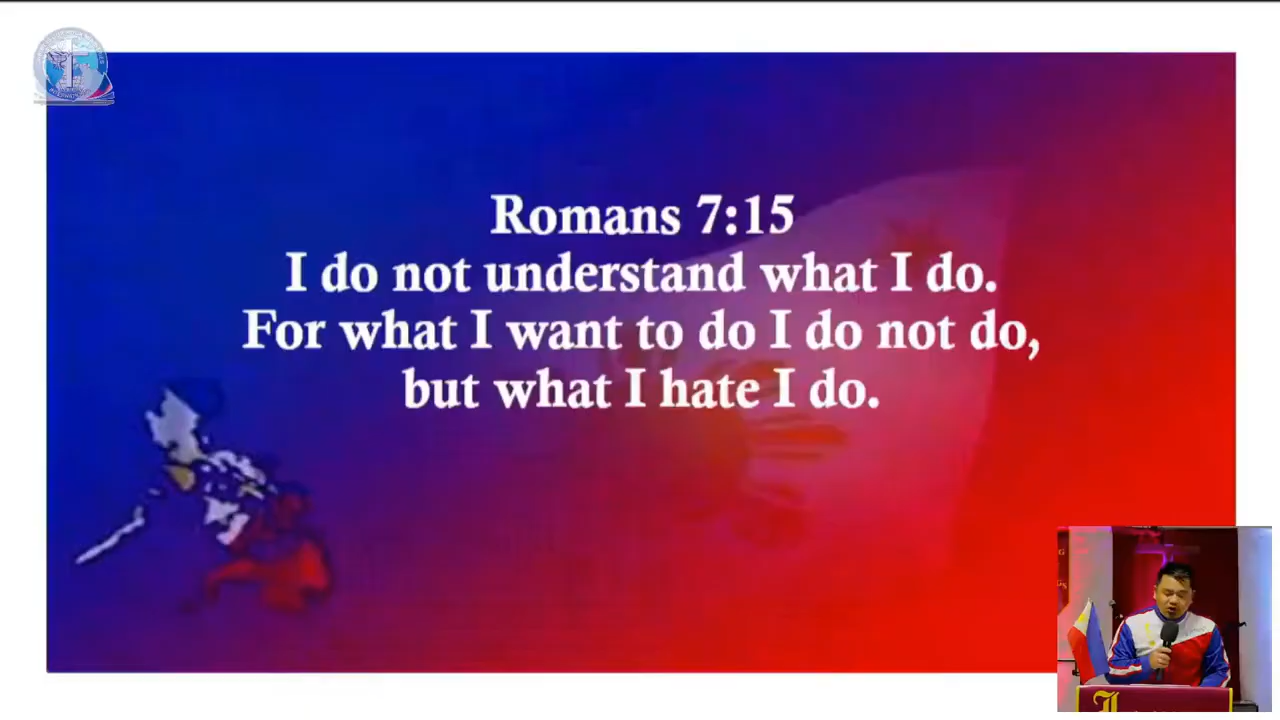 Romans 7:15
I do not understand what I do.
For what I want to do I do not do,
but what I hate I do.